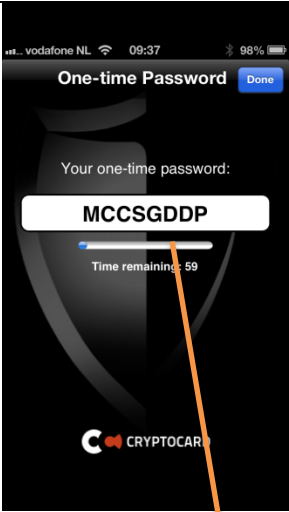 vodafone NL 09:37 98%
One-time Password Done
Your one-time password:
MCCSGDDP
Time remaining: 59
CRYPTOCARD